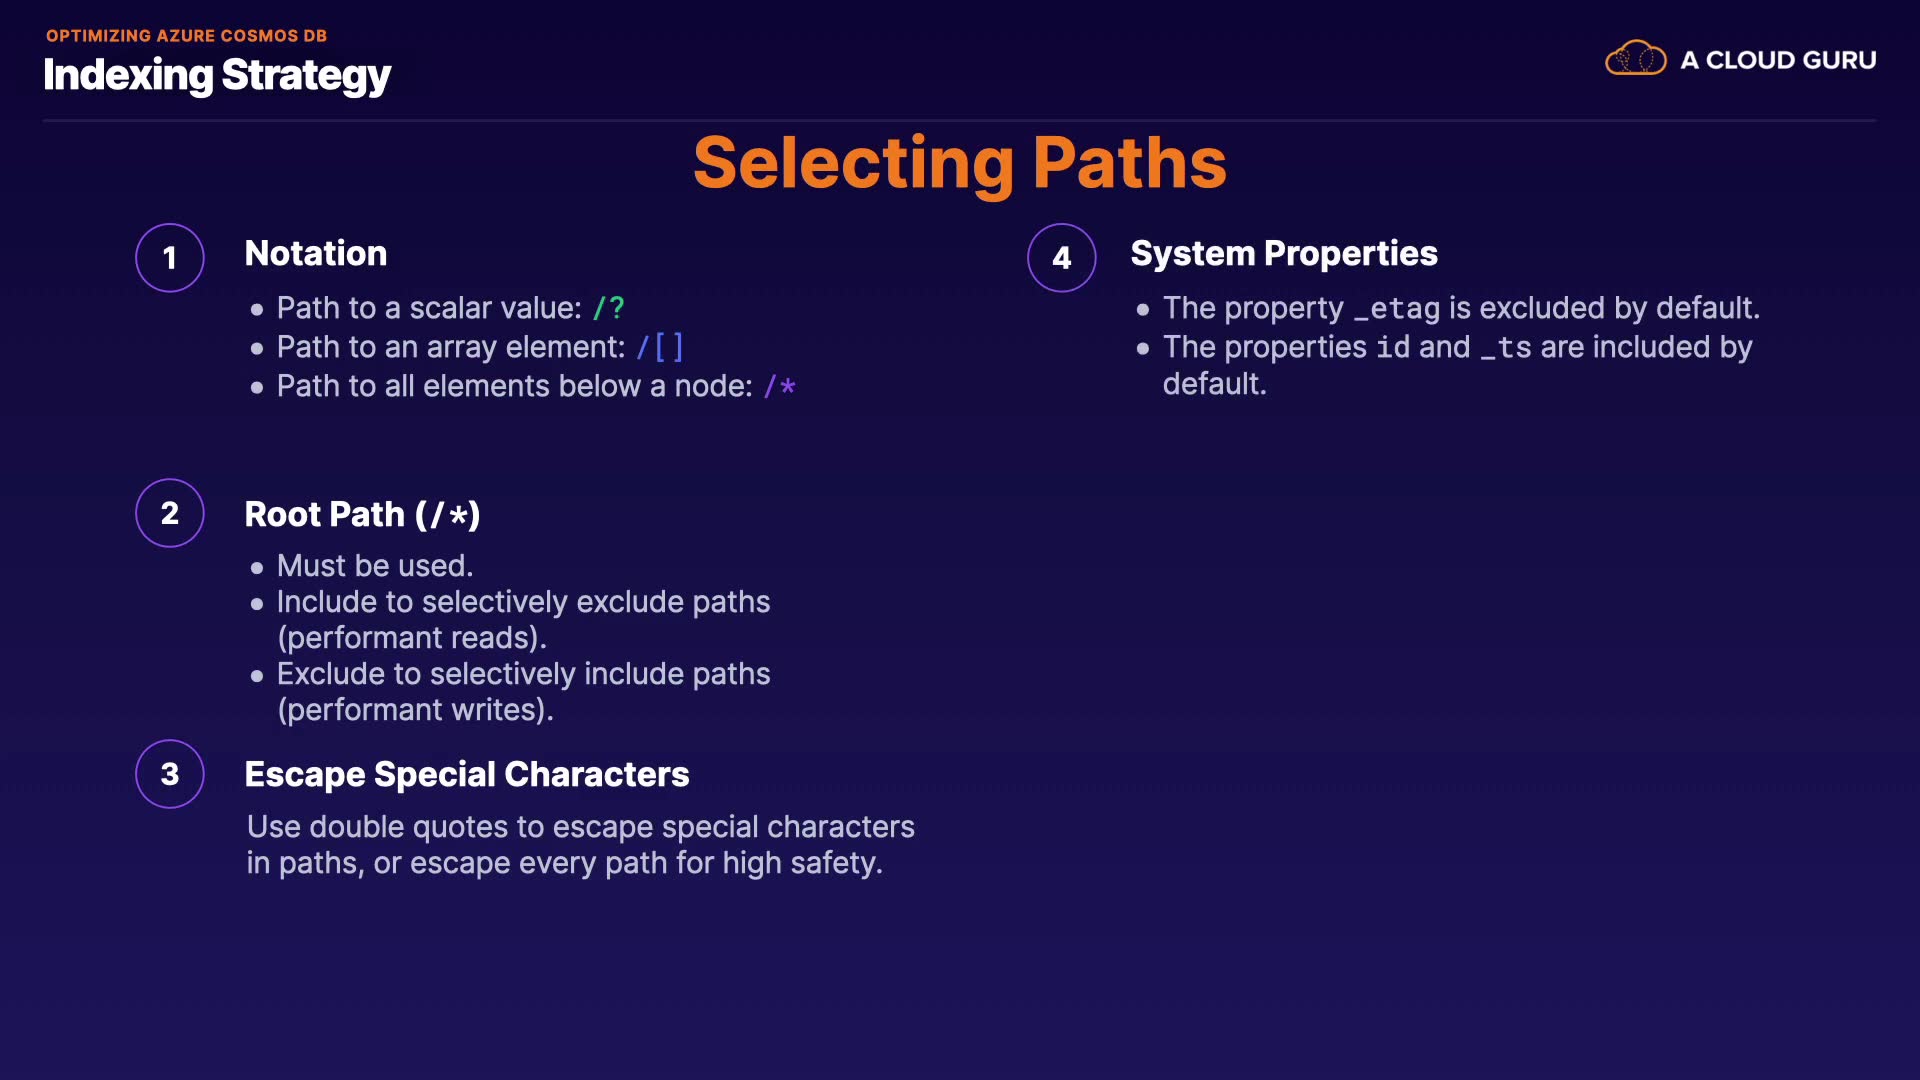 OPTIMIZING AZURE COSMOS DB
Indexing Strategy
A CLOUD GURU
Selecting Paths
1
Notation
• Path to a scalar value: /?
• Path to an array element: /[]
• Path to all elements below a node: /*
2
Root Path (/*)
• Must be used.
• Include to selectively exclude paths
(performant reads).
• Exclude to selectively include paths
(performant writes).
3
Escape Special Characters
Use double quotes to escape special characters
in paths, or escape every path for high safety.
4
System Properties
• The property _etag is excluded by default.
• The properties id and _ts are included by
default.